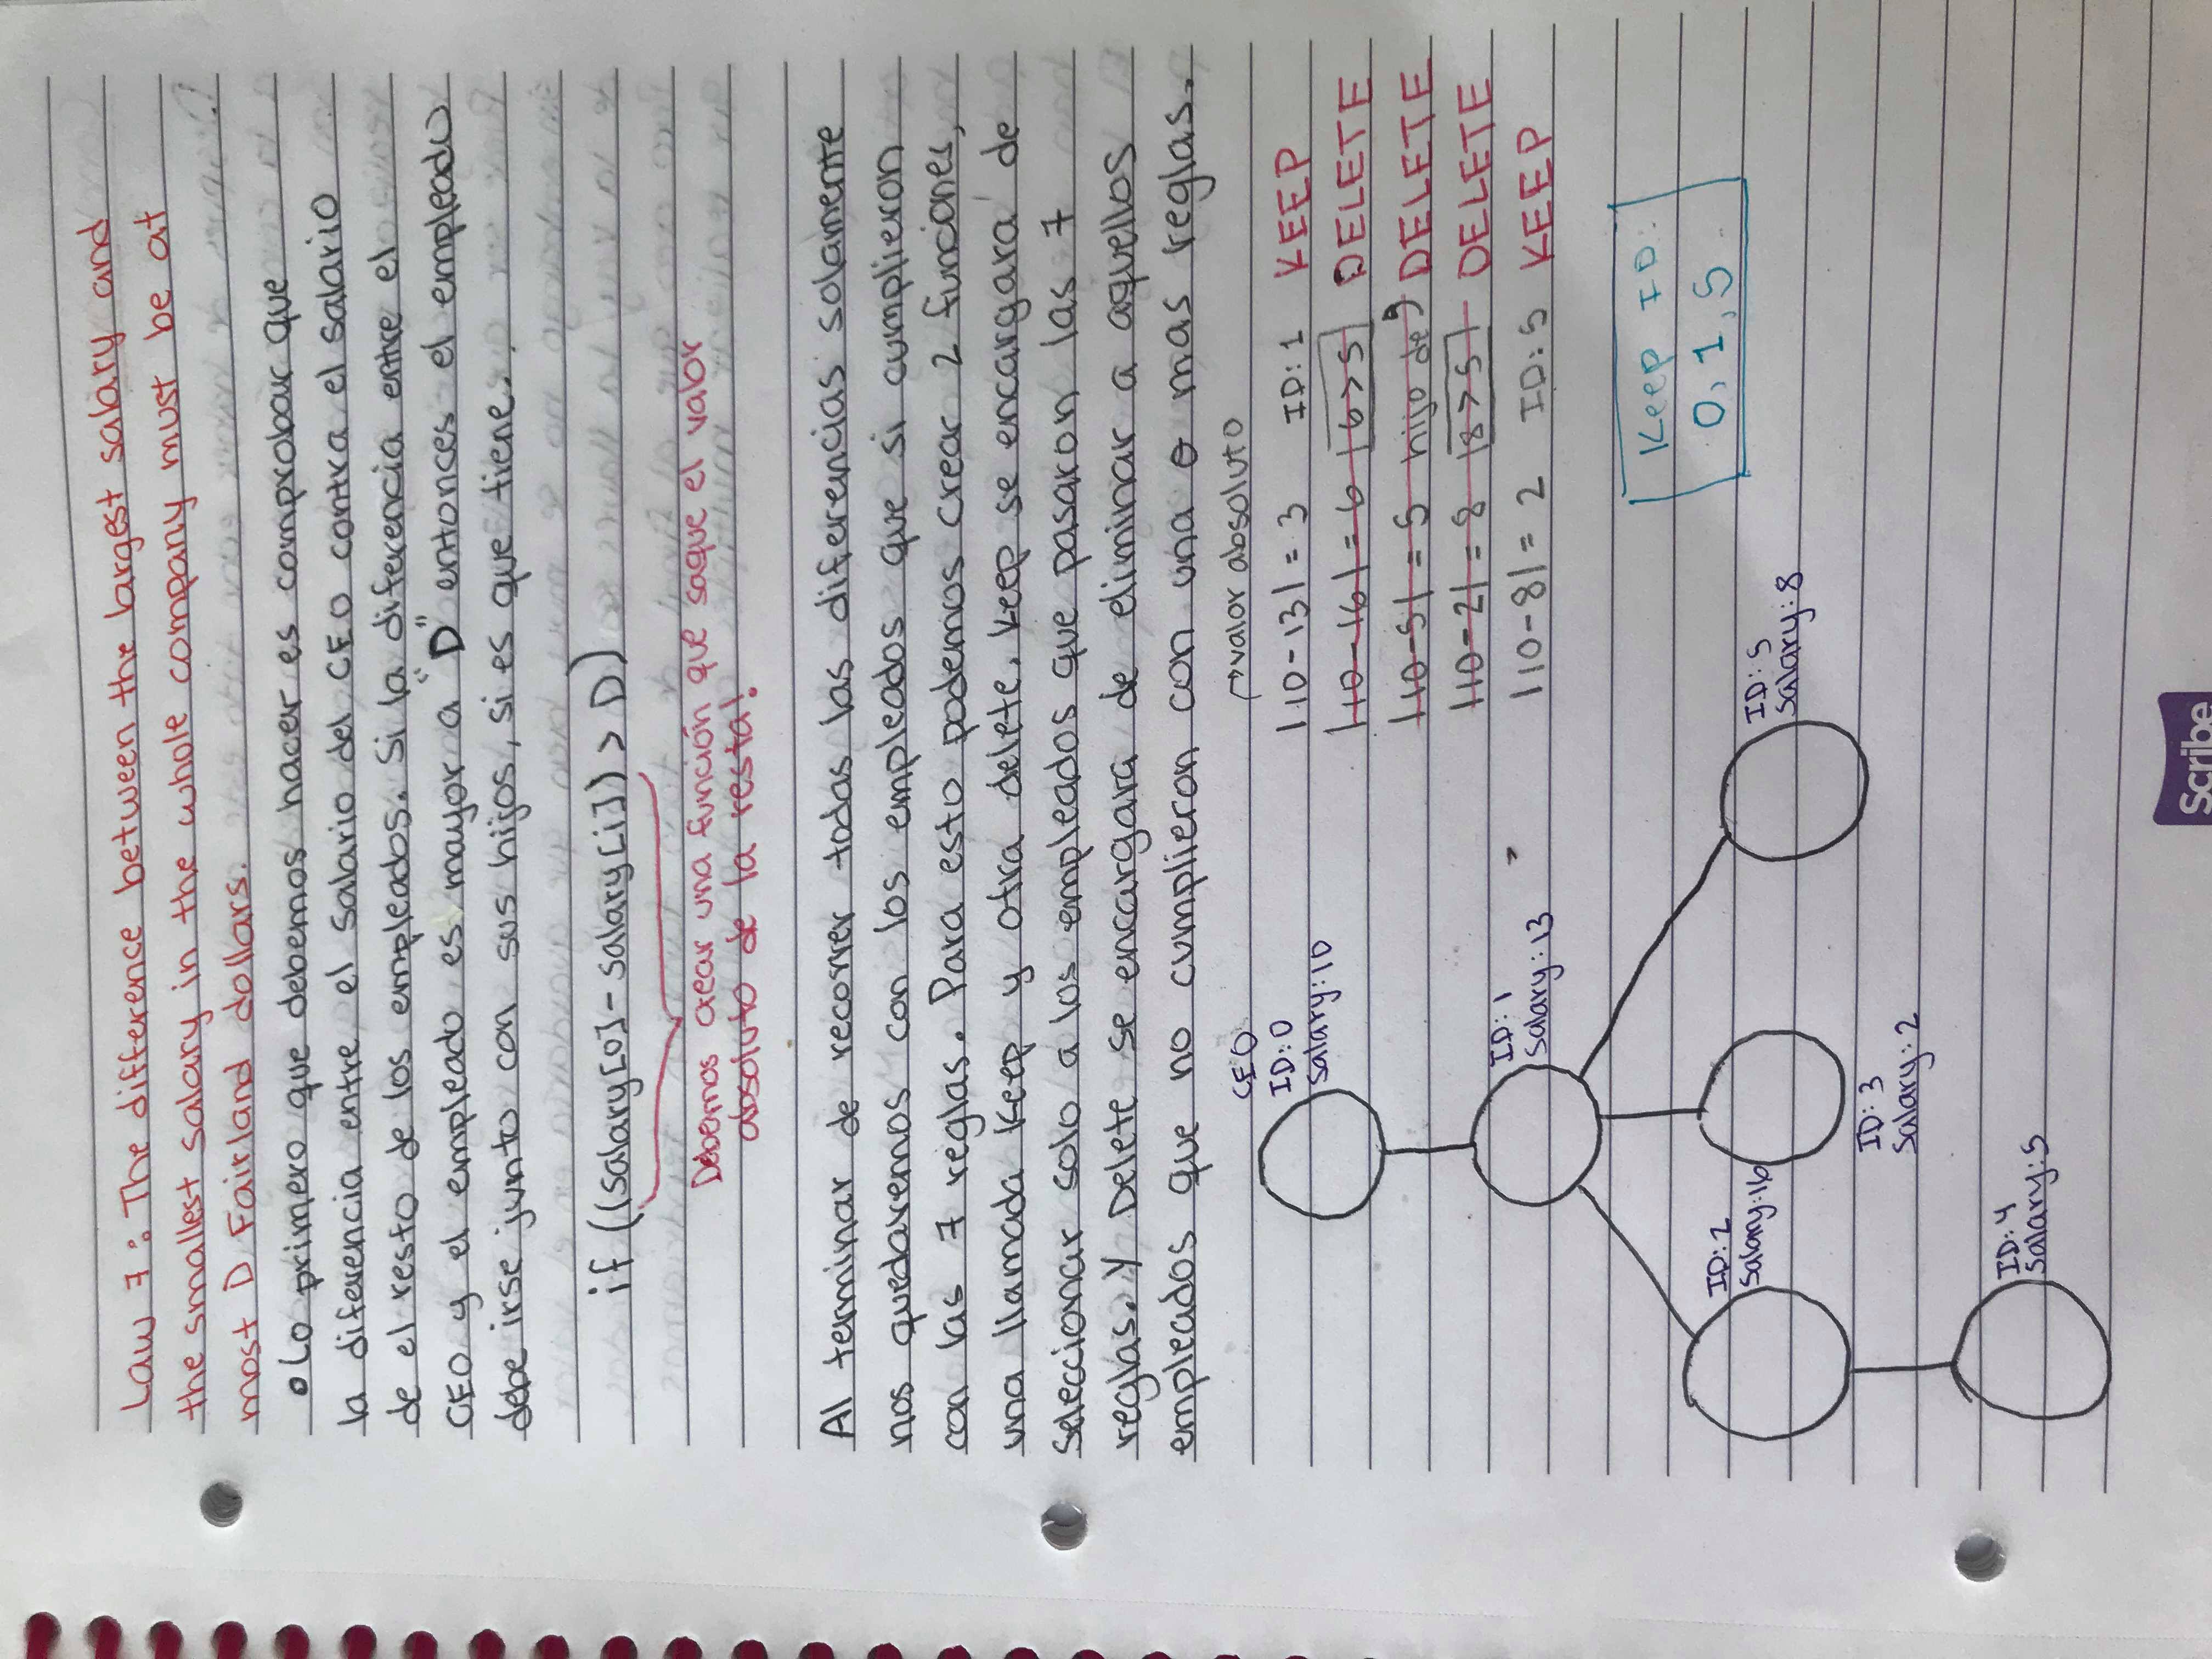 Law 7: The difference between the largest salary and
the smallest salary in the whole company must be at
most D Fairland dollars.
• Lo primero que debemos hacer es comprobar que
la diferencia entre el salario del CEO contra el salario
de el resto de los empleados. Si la diferencia entre el
CEO y el empleado es mayor a "D" entonces el empleado
debe irse junto con sus hijos, si es que tiene.
if ((salary[0]-salary[i]) > D)
Debemos crear una función que saque el valor
absoluto de la resta!
Al terminar de recorrer todas las diferencias solamente
nos quedaremos con los empleados que si cumplieron
con las 7 reglas. Para esto podemos crear 2 funciones,
una llamada keep y otra delete. Keep se encargará de
seleccionar solo a los empleados que pasaron las 7
reglas. Y Delete se encargara de eliminar a aquellos
empleados que no cumplieron con una o mas reglas.
→valor absoluto
|10-13| = 3 ID:1 KEEP
|10-16| = 6 |6>5| DELETE
|10-5| = 5 hijo de DELETE
|10-2| = 8 |8>5| DELETE
|10-8| = 2 ID:5 KEEP
Keep ID:
0,1,5
CEO
ID:0
Salary:10
ID:1
Salary:13
ID:2
Salary:16
ID:3
Salary:2
ID:5
Salary:8
ID:4
Salary:5
Scribe